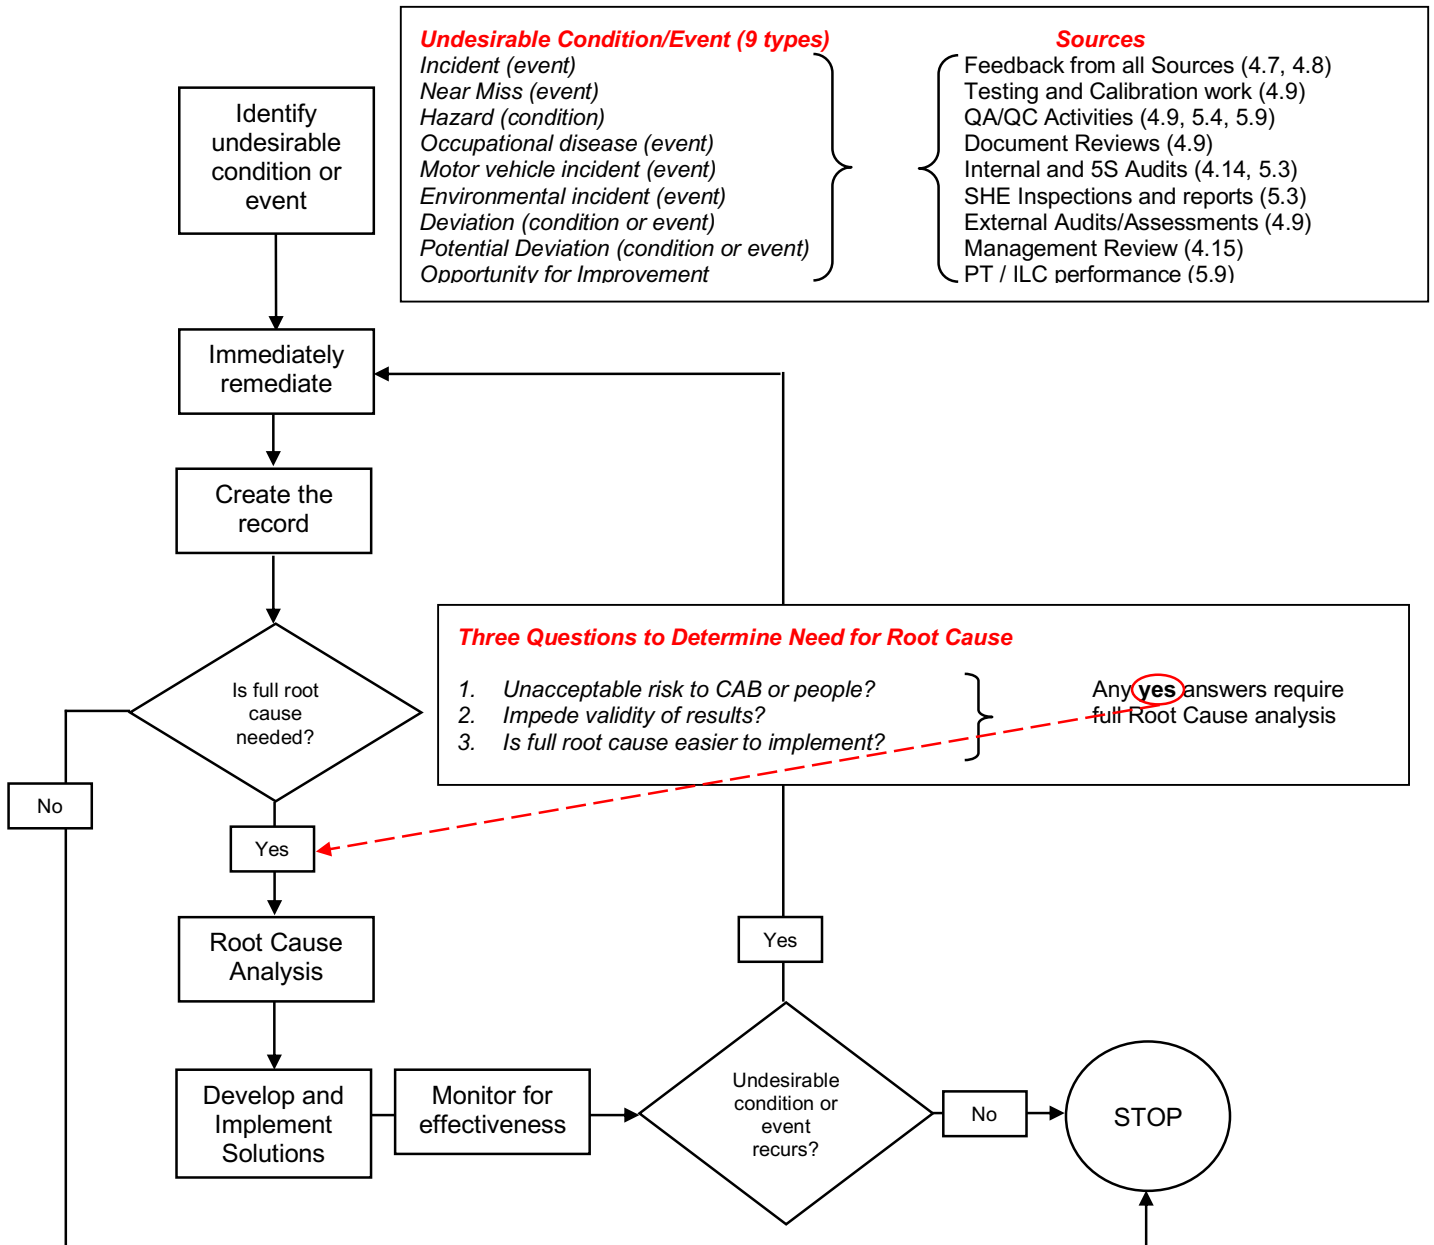 Undesirable Condition/Event (9 types)
Incident (event)
Near Miss (event)
Hazard (condition)
Occupational disease (event)
Motor vehicle incident (event)
Environmental incident (event)
Deviation (condition or event)
Potential Deviation (condition or event)
Opportunity for Improvement
Sources
Feedback from all Sources (4.7, 4.8)
Testing and Calibration work (4.9)
QA/QC Activities (4.9, 5.4, 5.9)
Document Reviews (4.9)
Internal and 5S Audits (4.14, 5.3)
SHE Inspections and reports (5.3)
External Audits/Assessments (4.9)
Management Review (4.15)
PT / ILC performance (5.9)
Identify
undesirable
condition or
event
Immediately
remediate
Create the
record
Is full root
cause
needed?
Three Questions to Determine Need for Root Cause
1. Unacceptable risk to CAB or people?
2. Impede validity of results?
3. Is full root cause easier to implement?
Any yes answers require
full Root Cause analysis
No
Yes
Root Cause
Analysis
Develop and
Implement
Solutions
Monitor for
effectiveness
Yes
Undesirable
condition or
event
recurs?
No
STOP